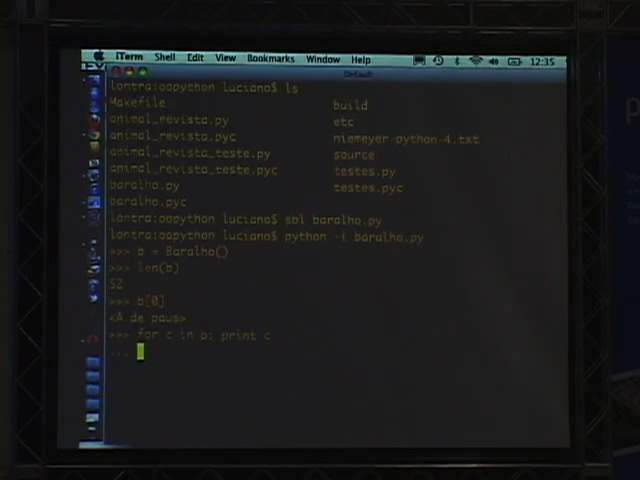 iTerm Shell Edit View Bookmarks Window Help 12:35
Default
lontra:oopython luciano$ ls
Makefile build
animal_revista.py etc
animal_revista.pyc niemeyer-python-4.txt
animal_revista_teste.py source
animal_revista_teste.pyc testes.py
baralho.py testes.pyc
baralho.pyc
lontra:oopython luciano$ sbl baralho.py
lontra:oopython luciano$ python -i baralho.py
>>> b = Baralho()
>>> len(b)
52
>>> b[0]
<A de paus>
>>> for c in b: print c
...